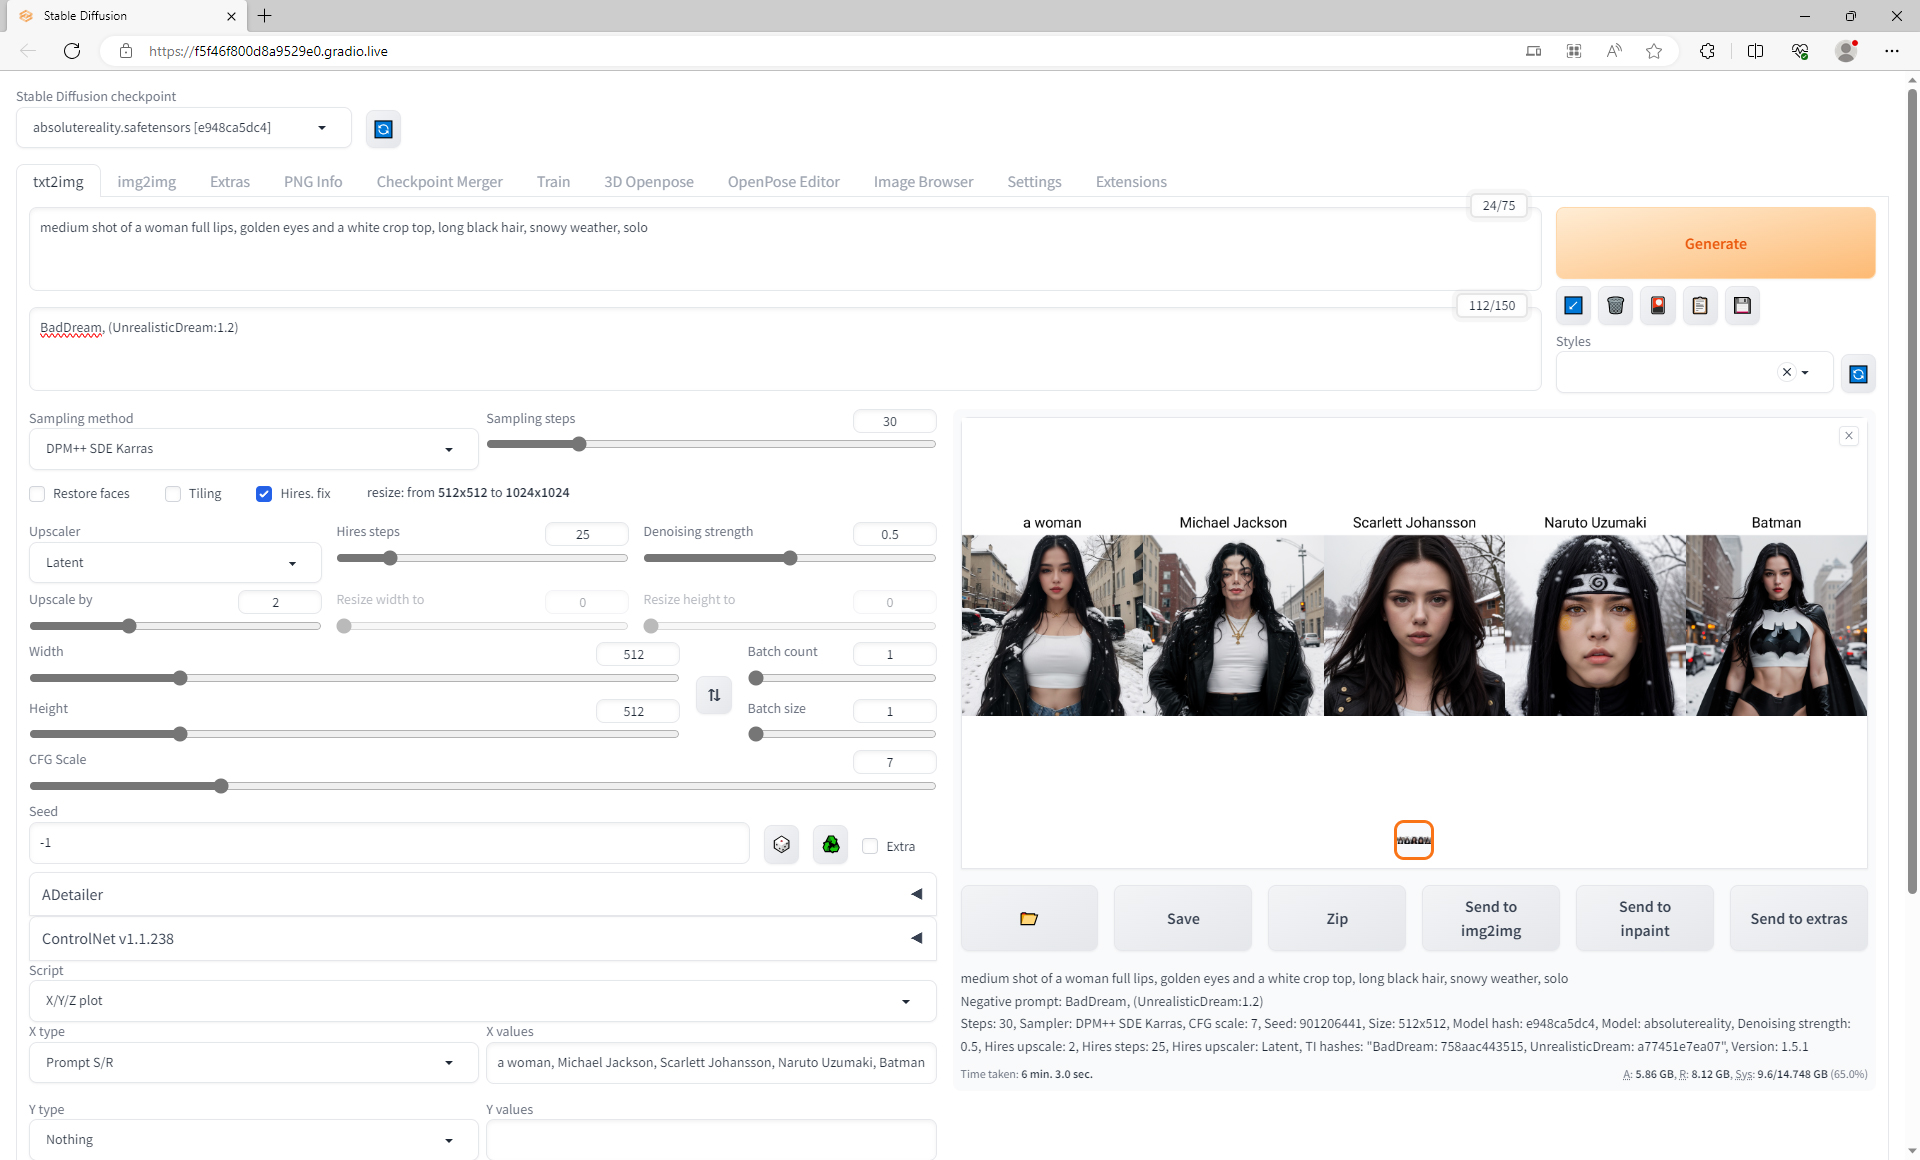 Stable Diffusion
https://f5f46f800d8a9529e0.gradio.live
Stable Diffusion checkpoint
absolutereality.safetensors [e948ca5dc4]
txt2img img2img Extras PNG Info Checkpoint Merger Train 3D Openpose OpenPose Editor Image Browser Settings Extensions
24/75
medium shot of a woman full lips, golden eyes and a white crop top, long black hair, snowy weather, solo
Generate
112/150
BadDream, (UnrealisticDream:1.2)
Styles
Sampling method
DPM++ SDE Karras
Sampling steps
30
Restore faces
Tiling
Hires. fix
resize: from 512x512 to 1024x1024
Upscaler
Latent
Hires steps
25
Denoising strength
0.5
Upscale by
2
Resize width to
0
Resize height to
0
Width
512
Batch count
1
Height
512
Batch size
1
CFG Scale
7
Seed
-1
Extra
ADetailer
ControlNet v1.1.238
Script
X/Y/Z plot
X type
Prompt S/R
X values
a woman, Michael Jackson, Scarlett Johansson, Naruto Uzumaki, Batman
Y type
Nothing
Y values
a woman Michael Jackson Scarlett Johansson Naruto Uzumaki Batman
Save
Zip
Send to
img2img
Send to
inpaint
Send to extras
medium shot of a woman full lips, golden eyes and a white crop top, long black hair, snowy weather, solo
Negative prompt: BadDream, (UnrealisticDream:1.2)
Steps: 30, Sampler: DPM++ SDE Karras, CFG scale: 7, Seed: 901206441, Size: 512x512, Model hash: e948ca5dc4, Model: absolutereality, Denoising strength:
0.5, Hires upscale: 2, Hires steps: 25, Hires upscaler: Latent, TI hashes: "BadDream: 758aac443515, UnrealisticDream: a77451e7ea07", Version: 1.5.1
Time taken: 6 min. 3.0 sec.
A: 5.86 GB, R: 8.12 GB, Sys: 9.6/14.748 GB (65.0%)